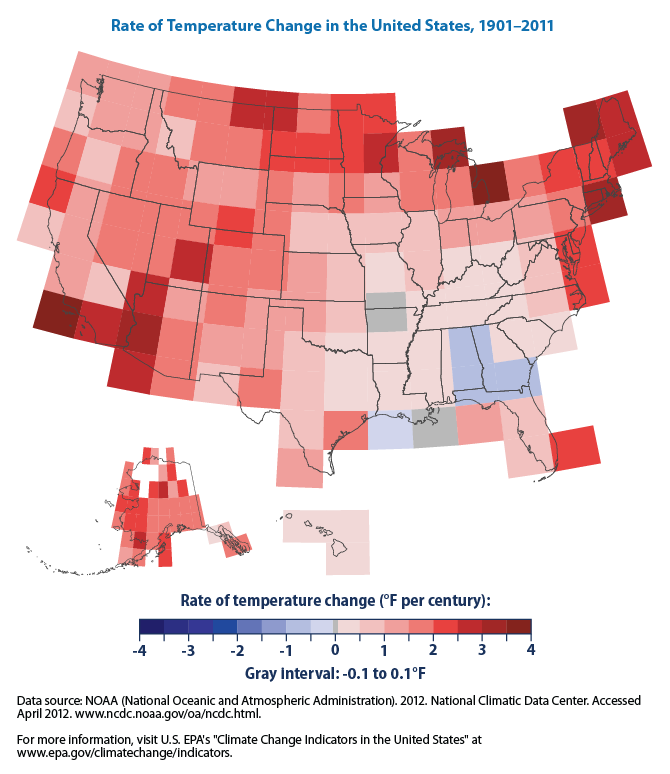 Rate of Temperature Change in the United States, 1901–2011
Rate of temperature change (°F per century):
-4 -3 -2 -1 0 1 2 3 4
Gray interval: -0.1 to 0.1°F
Data source: NOAA (National Oceanic and Atmospheric Administration). 2012. National Climatic Data Center. Accessed
April 2012. www.ncdc.noaa.gov/oa/ncdc.html.
For more information, visit U.S. EPA's "Climate Change Indicators in the United States" at
www.epa.gov/climatechange/indicators.